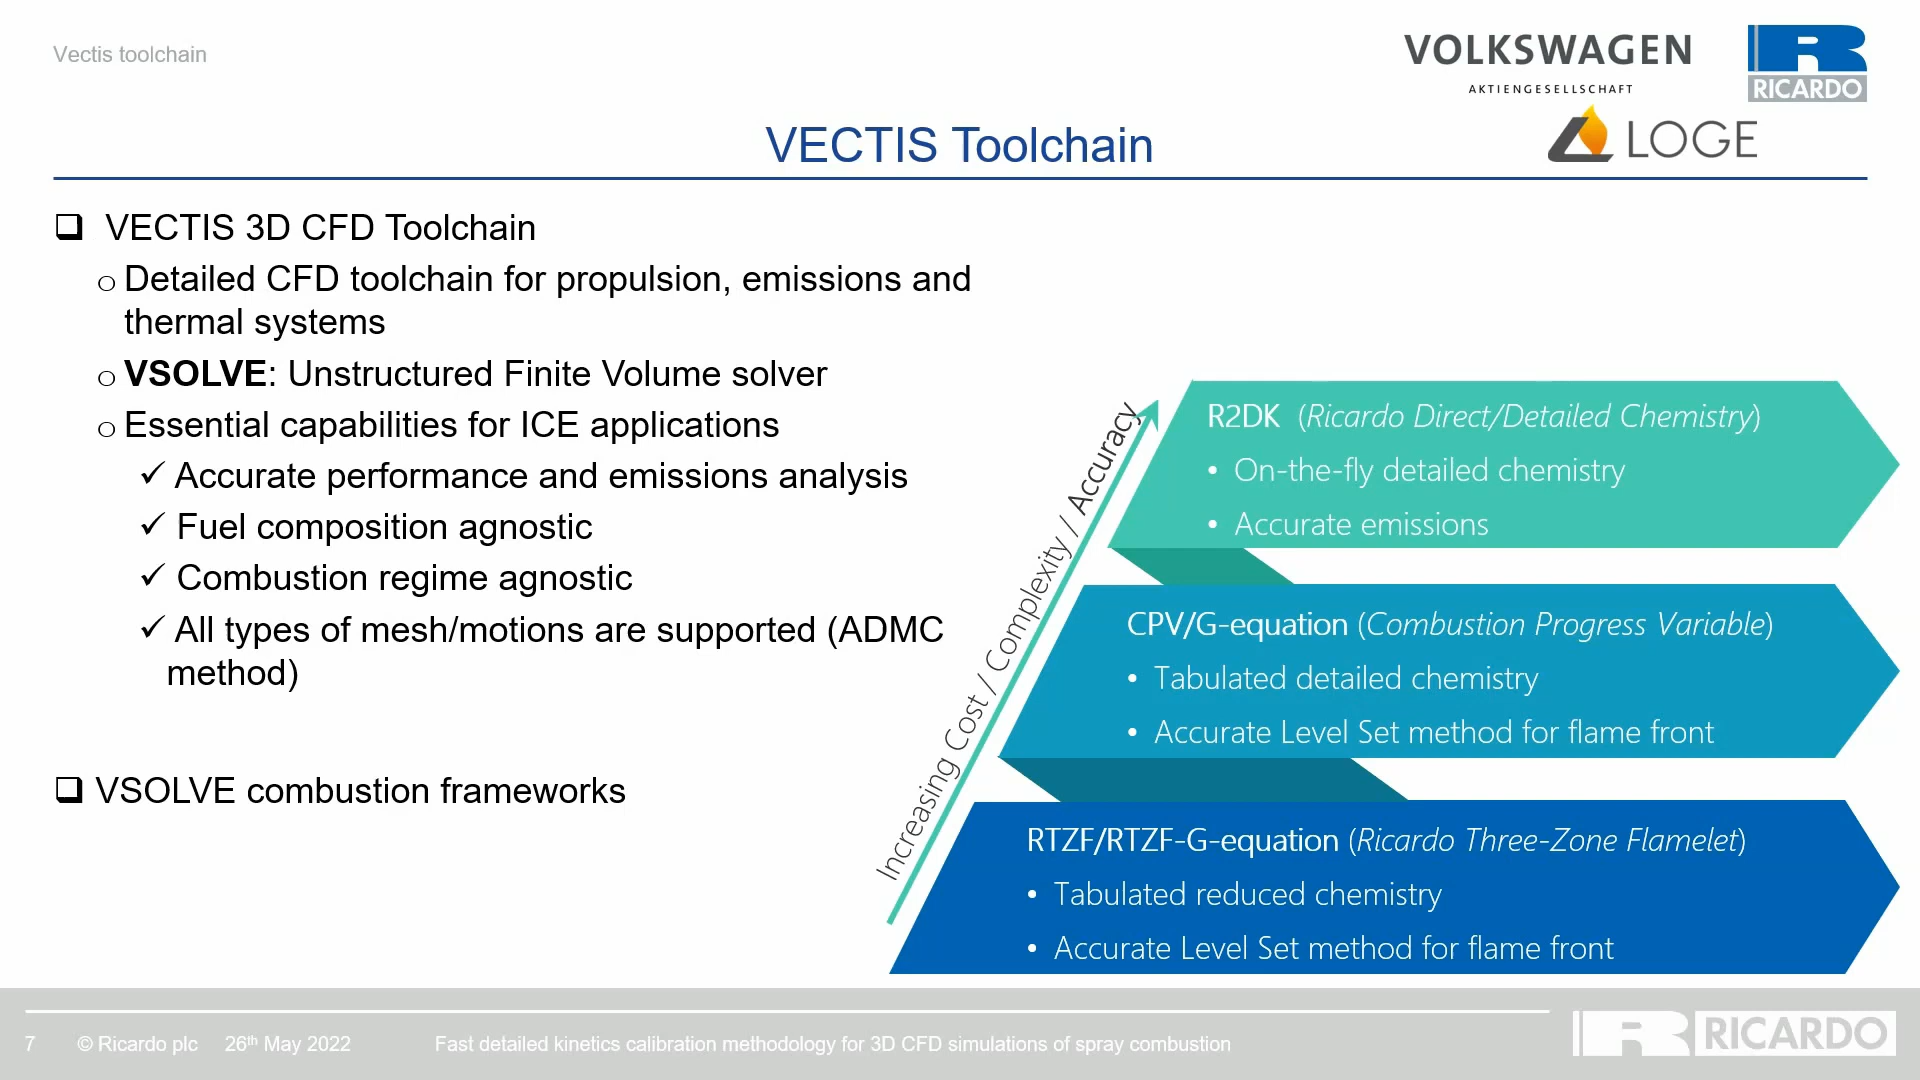 Vectis toolchain
VOLKSWAGEN
AKTIENGESELLSCHAFT
RICARDO
LOGE
VECTIS Toolchain
VECTIS 3D CFD Toolchain
Detailed CFD toolchain for propulsion, emissions and
thermal systems
VSOLVE: Unstructured Finite Volume solver
Essential capabilities for ICE applications
Accurate performance and emissions analysis
Fuel composition agnostic
Combustion regime agnostic
All types of mesh/motions are supported (ADMC
method)
VSOLVE combustion frameworks
Increasing Cost / Complexity / Accuracy
R2DK (Ricardo Direct/Detailed Chemistry)
• On-the-fly detailed chemistry
• Accurate emissions
CPV/G-equation (Combustion Progress Variable)
• Tabulated detailed chemistry
• Accurate Level Set method for flame front
RTZF/RTZF-G-equation (Ricardo Three-Zone Flamelet)
• Tabulated reduced chemistry
• Accurate Level Set method for flame front
7 © Ricardo plc 26th May 2022 Fast detailed kinetics calibration methodology for 3D CFD simulations of spray combustion
RICARDO